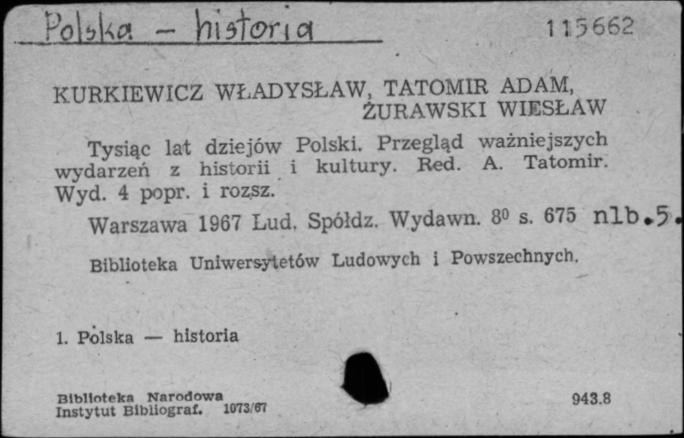 Polska – historia 115662
KURKIEWICZ WŁADYSŁAW, TATOMIR ADAM,
ŻURAWSKI WIESŁAW
Tysiąc lat dziejów Polski. Przegląd ważniejszych
wydarzeń z historii i kultury. Red. A. Tatomir.
Wyd. 4 popr. i rozsz.
Warszawa 1967 Lud. Spółdz. Wydawn. 8⁰ s. 675 nlb.5.
Biblioteka Uniwersytetów Ludowych i Powszechnych.
1. Polska — historia
Biblioteka Narodowa
Instytut Bibliograf. 1073/67 943.8